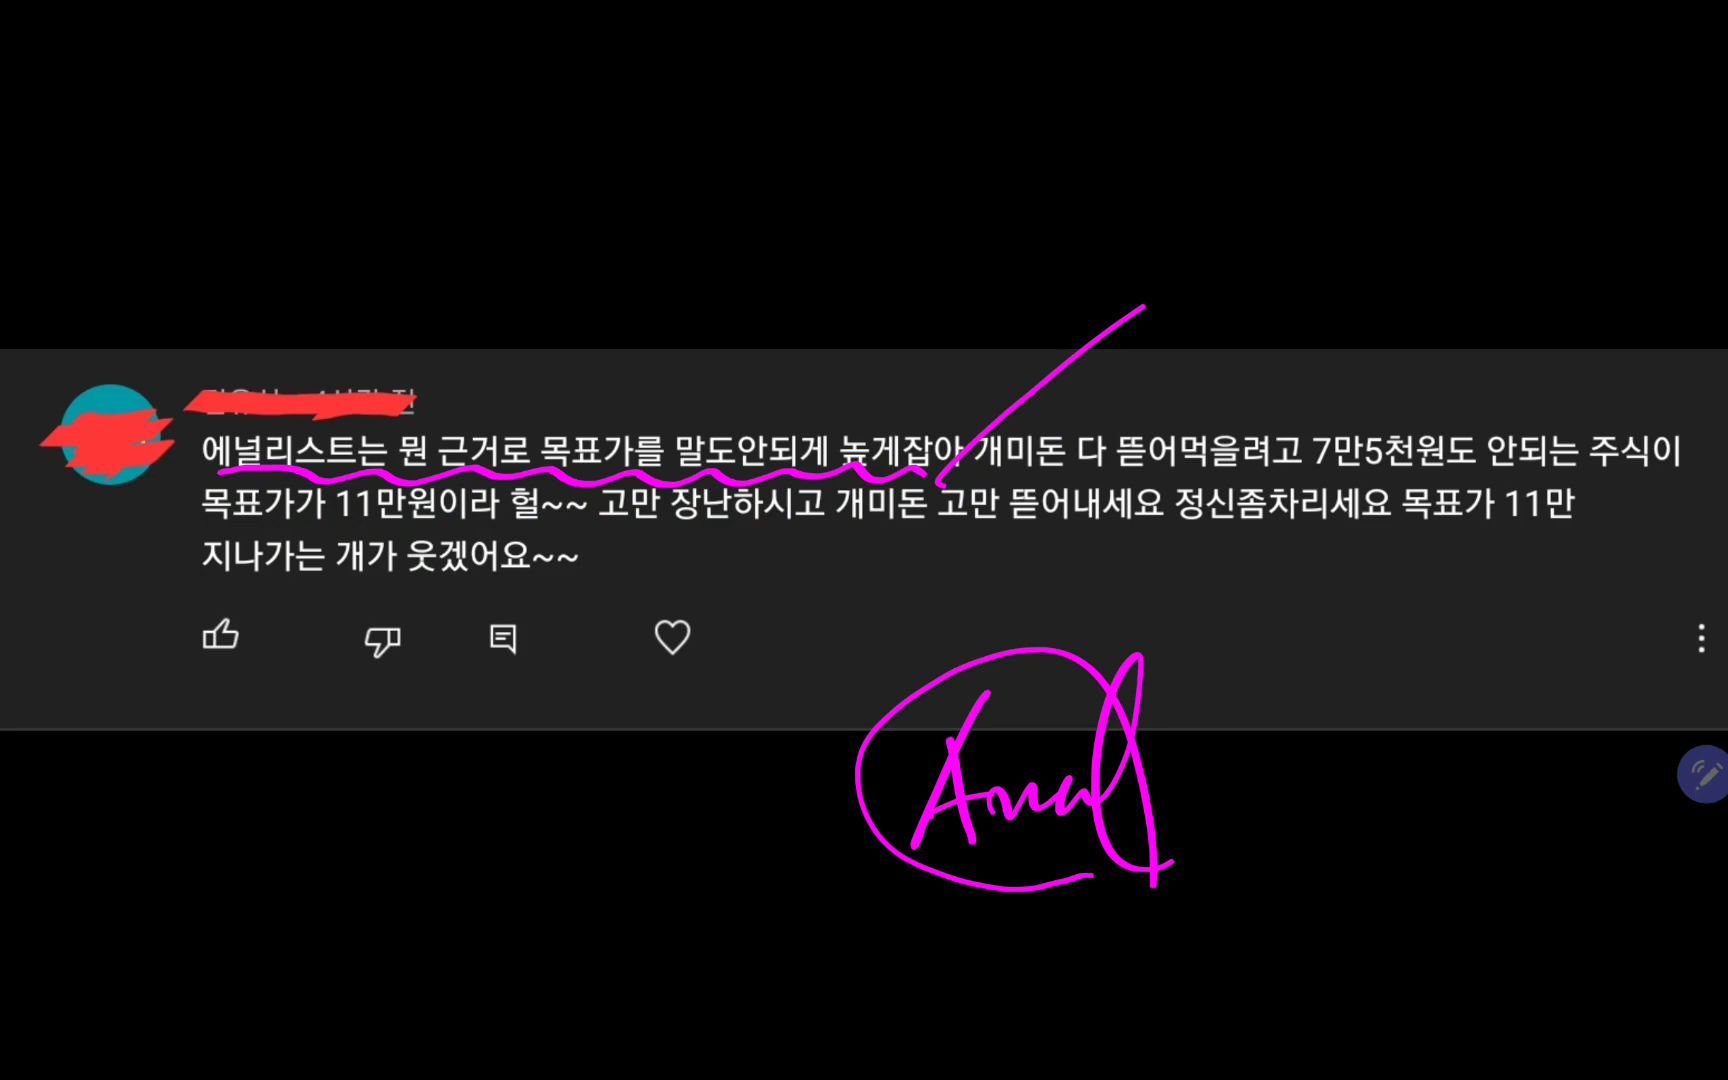 에널리스트는 뭔 근거로 목표가를 말도안되게 높게잡아 개미돈 다 뜯어먹을려고 7만5천원도 안되는 주식이
목표가가 11만원이라 헐~~ 고만 장난하시고 개미돈 고만 뜯어내세요 정신좀차리세요 목표가 11만
지나가는 개가 웃겠어요~~